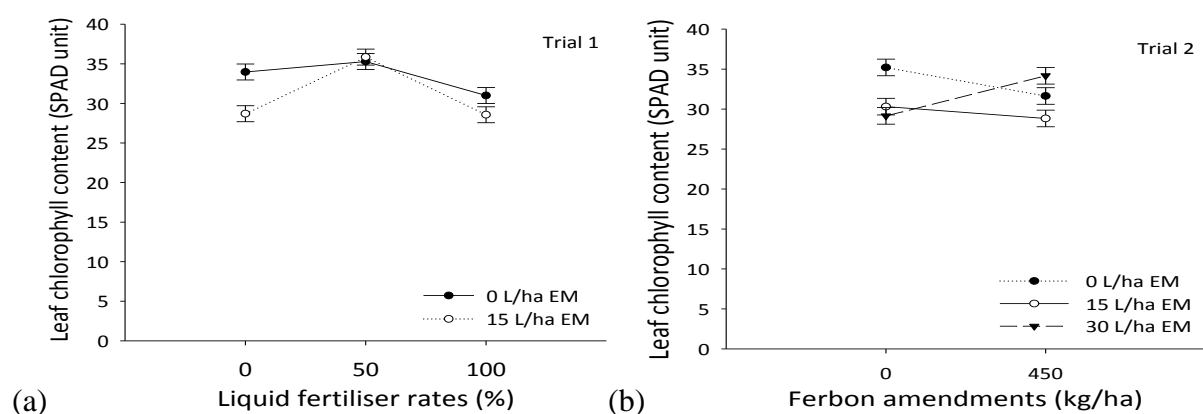 Trial 1
Leaf chlorophyll content (SPAD unit)
40
35
30
25
20
15
10
5
0
0 L/ha EM
15 L/ha EM
0 50 100
(a) Liquid fertiliser rates (%)
Trial 2
Leaf chlorophyll content (SPAD unit)
40
35
30
25
20
15
10
5
0
0 L/ha EM
15 L/ha EM
30 L/ha EM
0 450
(b) Ferbon amendments (kg/ha)